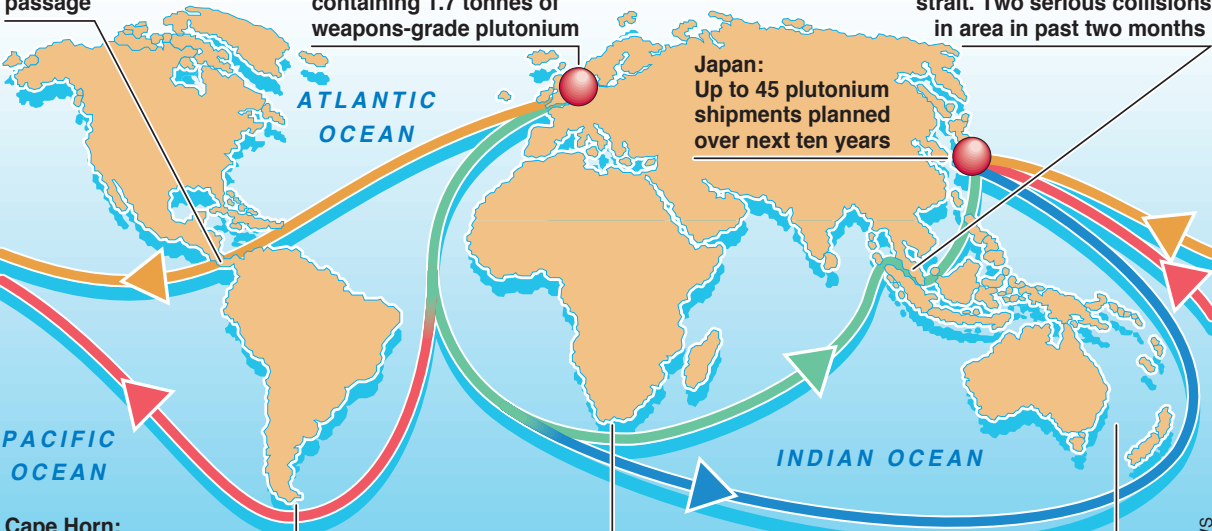 passage
containing 1.7 tonnes of
weapons-grade plutonium
strait. Two serious collisions
in area in past two months
Japan:
Up to 45 plutonium
shipments planned
over next ten years
ATLANTIC
OCEAN
PACIFIC
OCEAN
INDIAN OCEAN
Cape Horn: